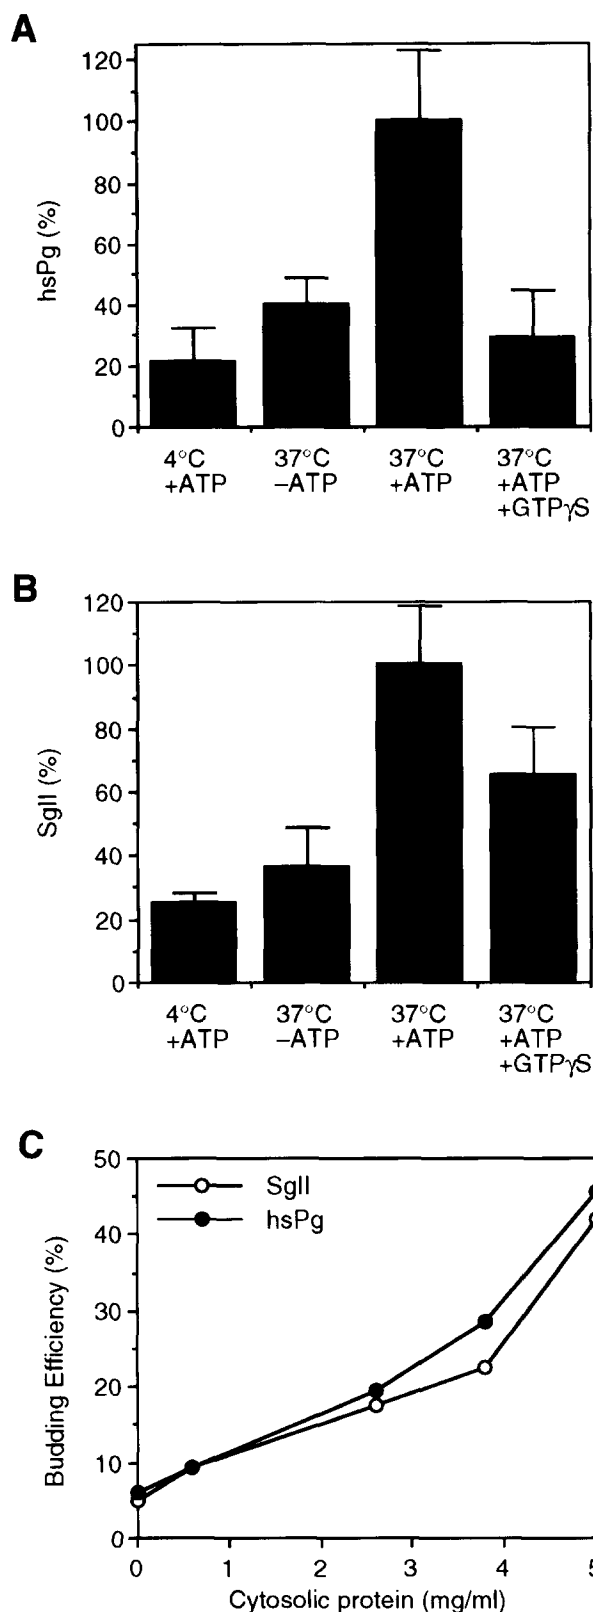 A
120
100
80
60
40
20
0
hsPg (%)
4°C 37°C 37°C 37°C
+ATP −ATP +ATP +ATP
+GTPγS
B
120
100
80
60
40
20
0
SgII (%)
4°C 37°C 37°C 37°C
+ATP −ATP +ATP +ATP
+GTPγS
C
50
40
30
20
10
0
Budding Efficiency (%)
SgII
hsPg
0 1 2 3 4 5
Cytosolic protein (mg/ml)